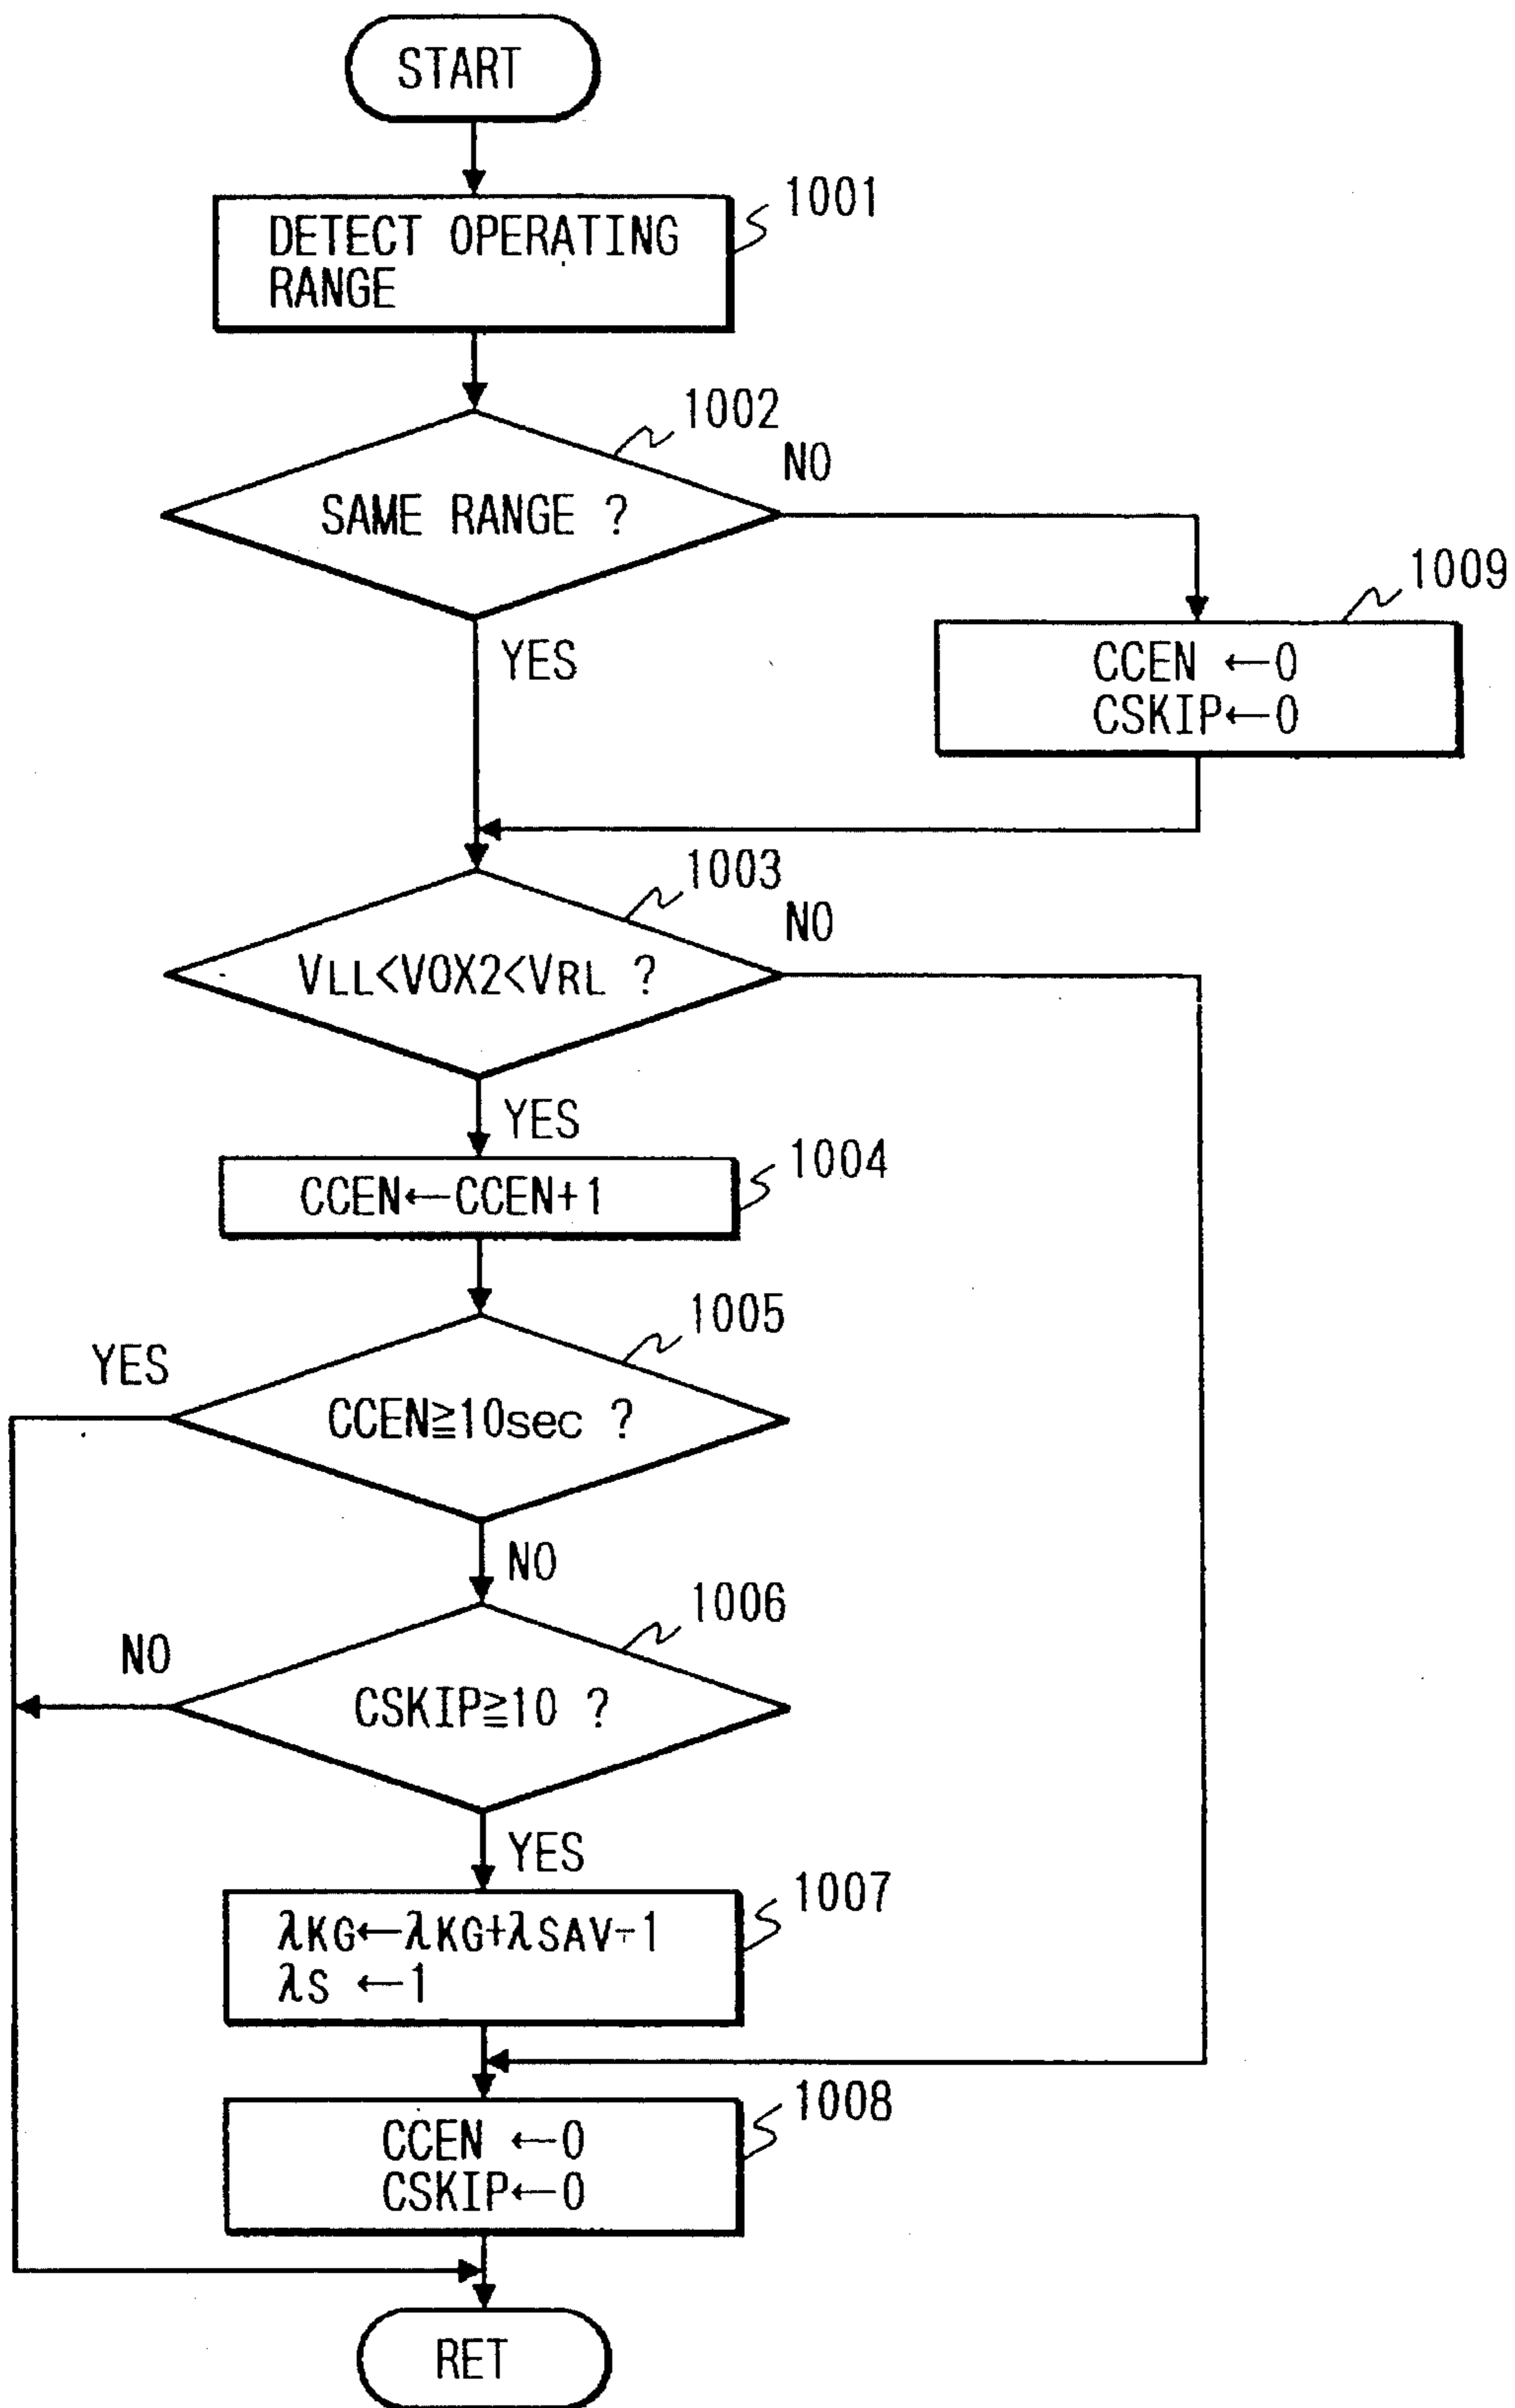 START
1001
DETECT OPERATING
RANGE
1002
NO
SAME RANGE ?
1009
YES
CCEN ←0
CSKIP←0
1003
NO
VLL<VOX2<VRL ?
YES
1004
CCEN←CCEN+1
1005
YES
CCEN≧10sec ?
NO
1006
NO
CSKIP≧10 ?
YES
1007
λKG←λKG+λSAV-1
λS ←1
1008
CCEN ←0
CSKIP←0
RET